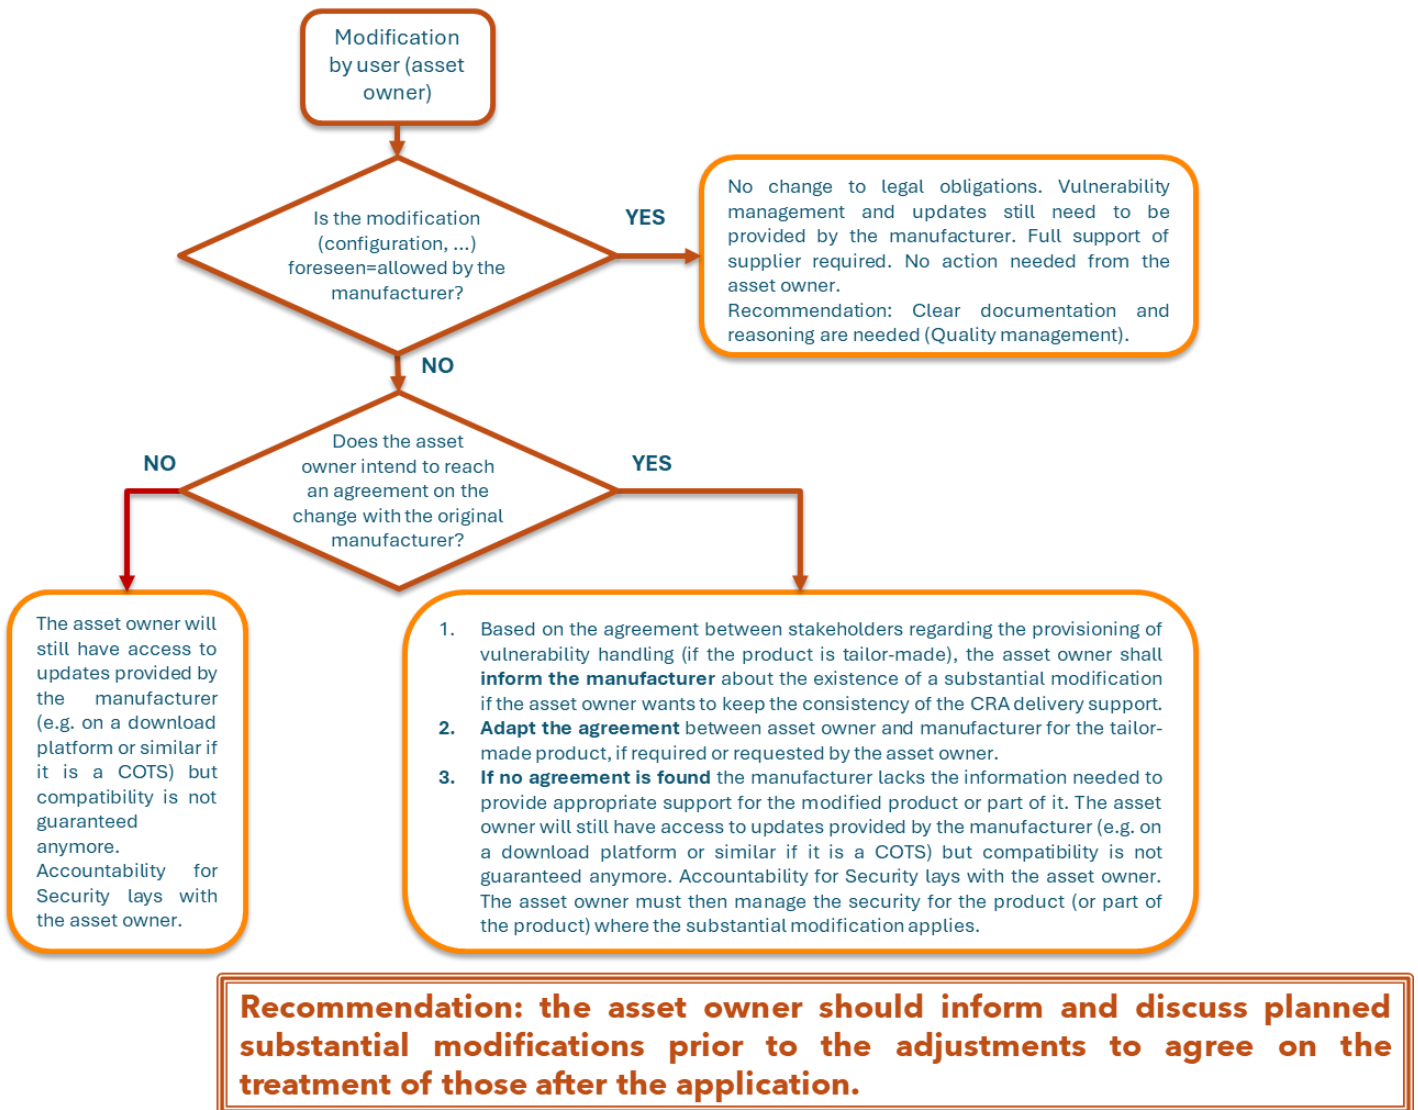 Modification
by user (asset
owner)
Is the modification
(configuration, ...)
foreseen=allowed by the
manufacturer?
YES
No change to legal obligations. Vulnerability
management and updates still need to be
provided by the manufacturer. Full support of
supplier required. No action needed from the
asset owner.
Recommendation: Clear documentation and
reasoning are needed (Quality management).
NO
Does the asset
owner intend to reach
an agreement on the
change with the original
manufacturer?
NO
YES
The asset owner will
still have access to
updates provided by
the manufacturer
(e.g. on a download
platform or similar if
it is a COTS) but
compatibility is not
guaranteed
anymore.
Accountability for
Security lays with
the asset owner.
1. Based on the agreement between stakeholders regarding the provisioning of
vulnerability handling (if the product is tailor-made), the asset owner shall
inform the manufacturer about the existence of a substantial modification
if the asset owner wants to keep the consistency of the CRA delivery support.
2. Adapt the agreement between asset owner and manufacturer for the tailor-
made product, if required or requested by the asset owner.
3. If no agreement is found the manufacturer lacks the information needed to
provide appropriate support for the modified product or part of it. The asset
owner will still have access to updates provided by the manufacturer (e.g. on
a download platform or similar if it is a COTS) but compatibility is not
guaranteed anymore. Accountability for Security lays with the asset owner.
The asset owner must then manage the security for the product (or part of
the product) where the substantial modification applies.
Recommendation: the asset owner should inform and discuss planned
substantial modifications prior to the adjustments to agree on the
treatment of those after the application.